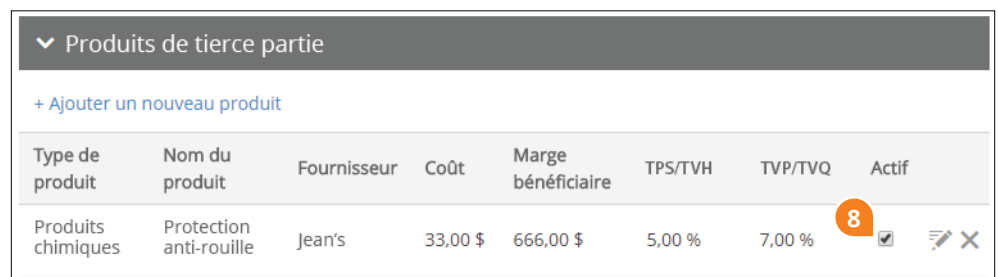 Produits de tierce partie
+ Ajouter un nouveau produit
Type de produit Nom du produit Fournisseur Coût Marge bénéficiaire TPS/TVH TVP/TVQ Actif
Produits chimiques Protection anti-rouille Jean’s 33,00 $ 666,00 $ 5,00 % 7,00 % 8